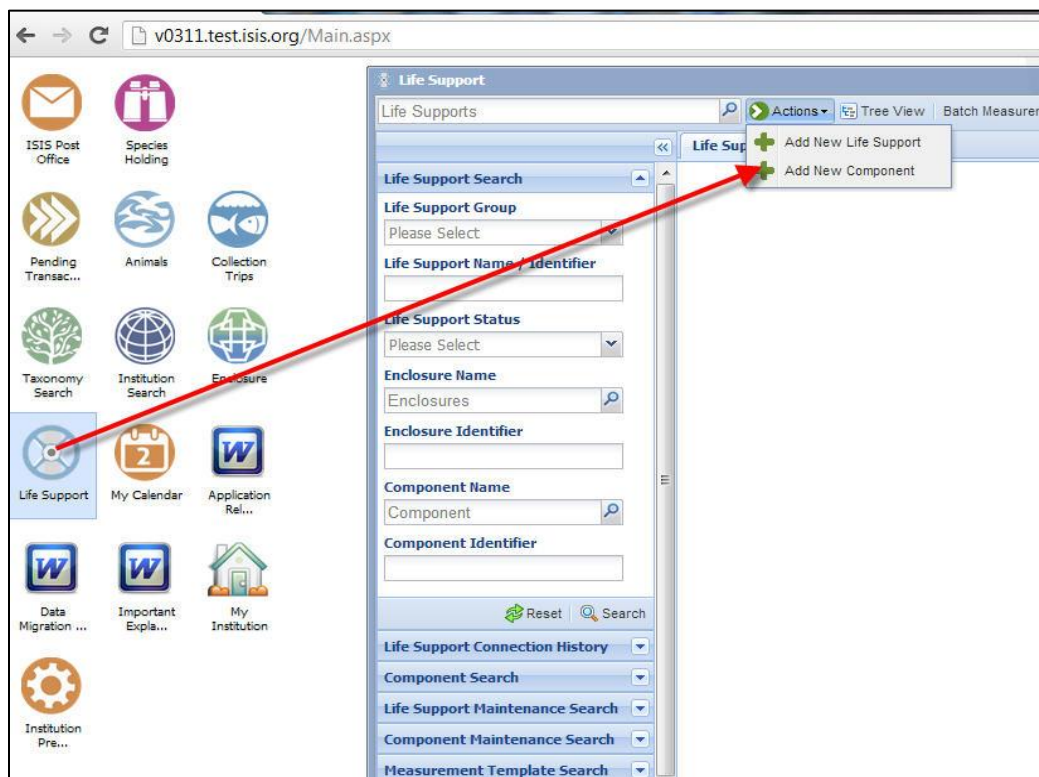 v0311.test.isis.org/Main.aspx
ISIS Post
Office
Species
Holding
Pending
Transac...
Animals
Collection
Trips
Taxonomy
Search
Institution
Search
Enclosure
Life Support
My Calendar
2
Application
Rel...
W
Data
Migration ...
W
Important
Expla...
W
My
Institution
Institution
Pre...
Life Support
Life Supports
Actions
Tree View
Batch Measurem
Life Sup
Add New Life Support
Add New Component
Life Support Search
Life Support Group
Please Select
Life Support Name / Identifier
Life Support Status
Please Select
Enclosure Name
Enclosures
Enclosure Identifier
Component Name
Component
Component Identifier
Reset
Search
Life Support Connection History
Component Search
Life Support Maintenance Search
Component Maintenance Search
Measurement Template Search